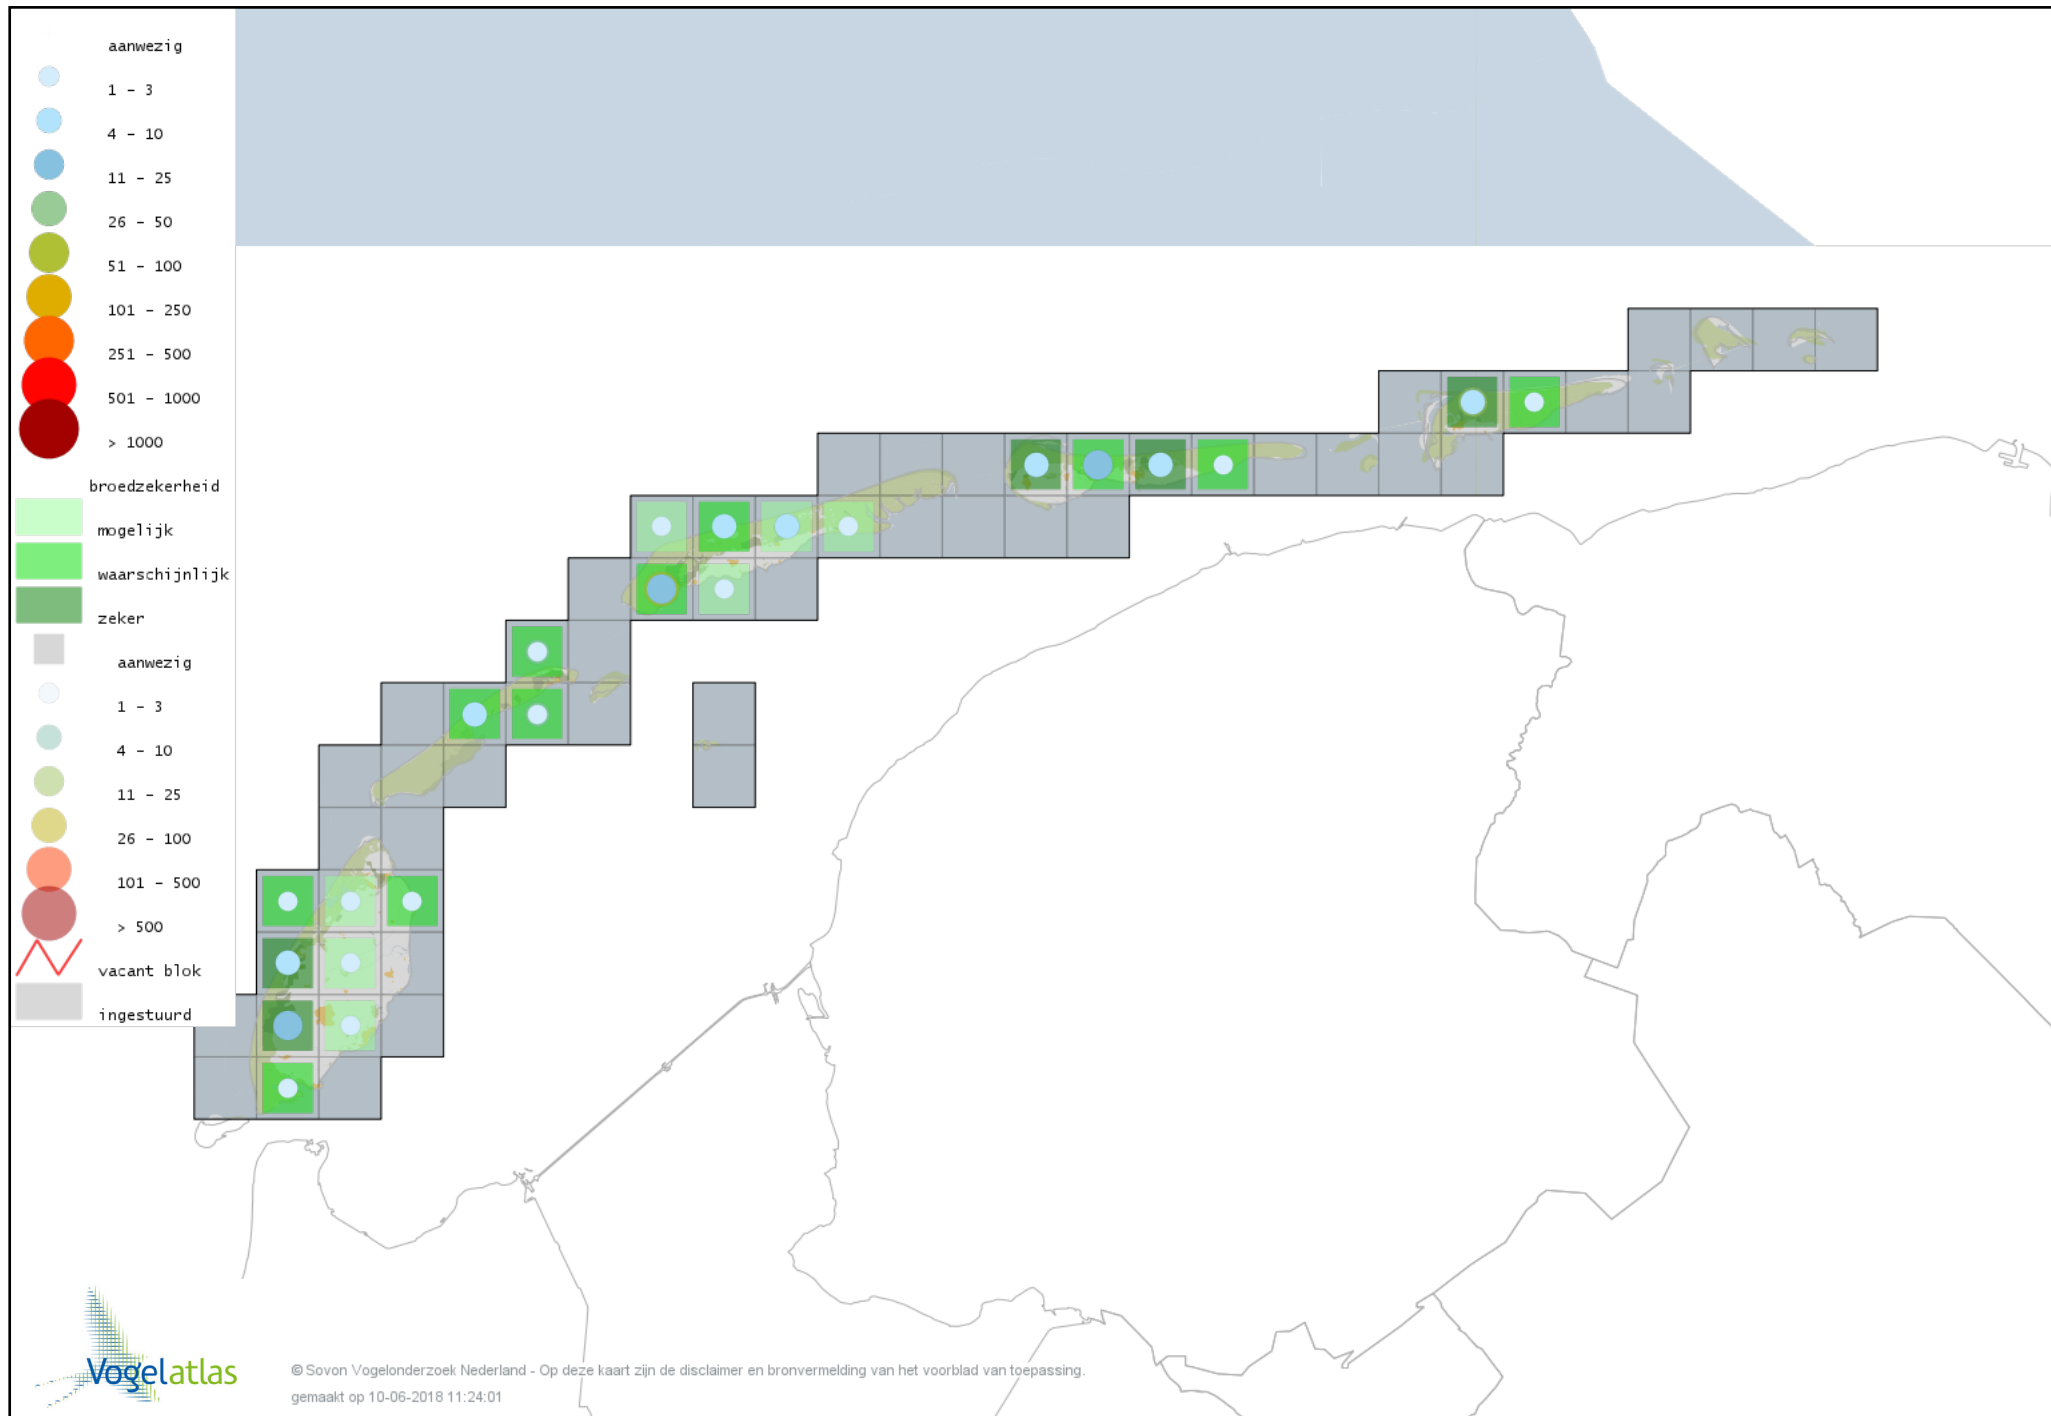 aanwezig
1 - 3
4 - 10
11 - 25
26 - 50
51 - 100
101 - 250
251 - 500
501 - 1000
> 1000
broedzekerheid
mogelijk
waarschijnlijk
zeker
aanwezig
1 - 3
4 - 10
11 - 25
26 - 100
101 - 500
> 500
vacant blok
ingestuurd
Vogelatlas
© Sovon Vogelonderzoek Nederland - Op deze kaart zijn de disclaimer en bronvermelding van het voorblad van toepassing.
gemaakt op 10-06-2018 11:24:01